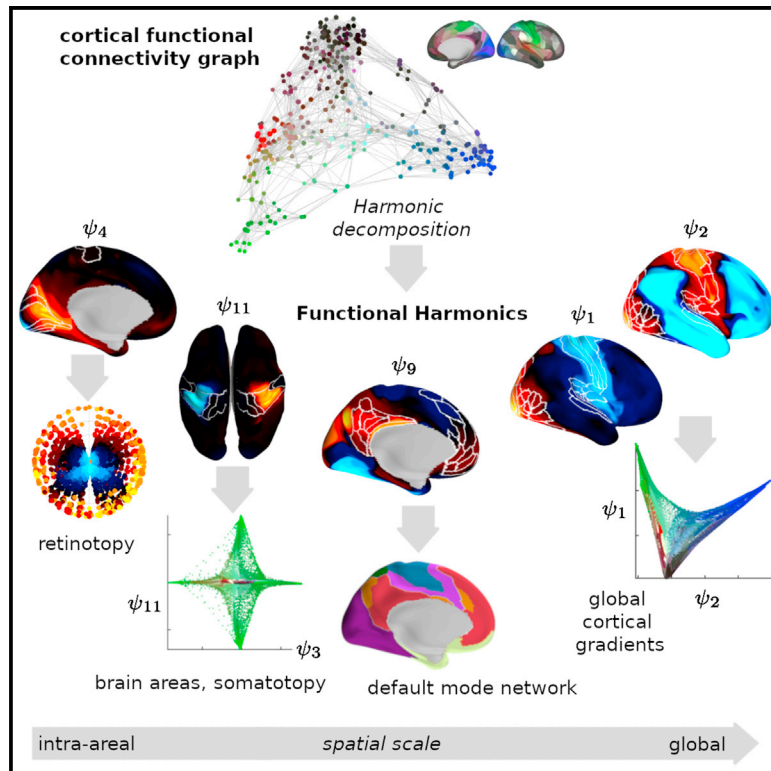 cortical functional
connectivity graph
Harmonic
decomposition
Functional Harmonics
ψ4
ψ11
ψ9
ψ1
ψ2
retinotopy
ψ11
ψ3
brain areas, somatotopy
default mode network
ψ1
ψ2
global
cortical
gradients
intra-areal
spatial scale
global